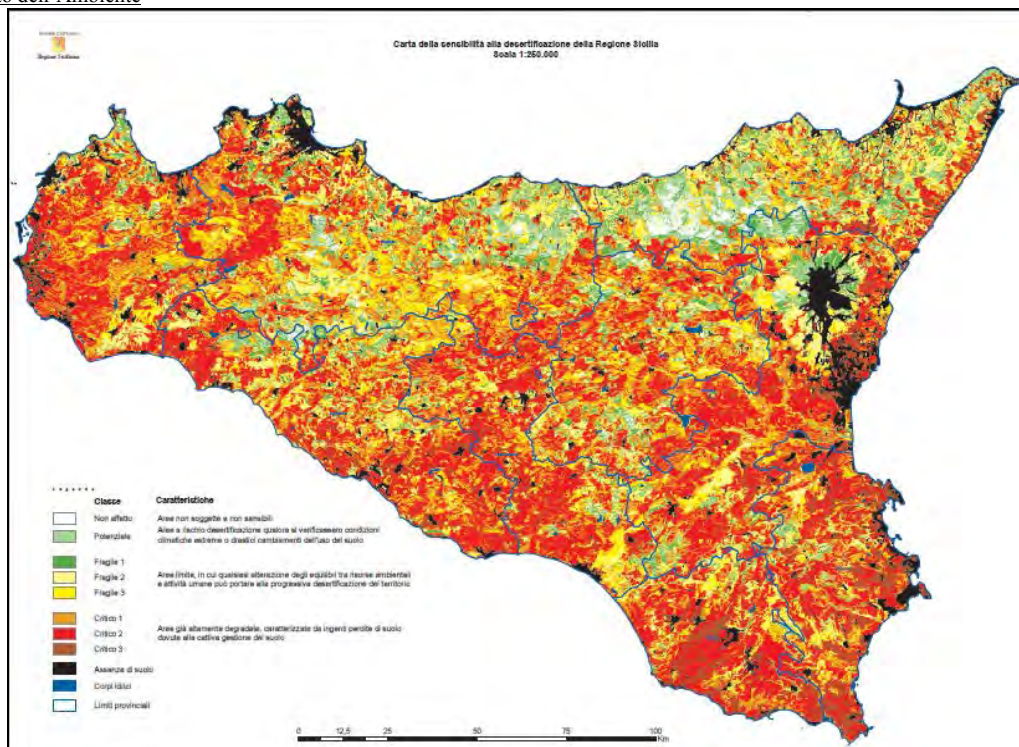 dell'Ambiente
Regione Siciliana
Carta della sensibilità alla desertificazione della Regione Sicilia
Scala 1:250.000
Legenda
Classe Caratteristiche
Non affetto Aree non soggette e non sensibili
Potenziale Aree a rischio desertificazione qualora si verificassero condizioni
climatiche estreme o drastici cambiamenti dell'uso del suolo
Fragile 1
Fragile 2 Aree limite, in cui qualsiasi alterazione degli equilibri tra risorse ambientali
Fragile 3 e attività umane può portare alla progressiva desertificazione del territorio
Critico 1
Critico 2 Aree già altamente degradate, caratterizzate da ingenti perdite di suolo
dovute alla cattiva gestione del suolo
Critico 3
Assenza di suolo
Corpi idrici
Limiti provinciali
0 12,5 25 50 75 100
Km